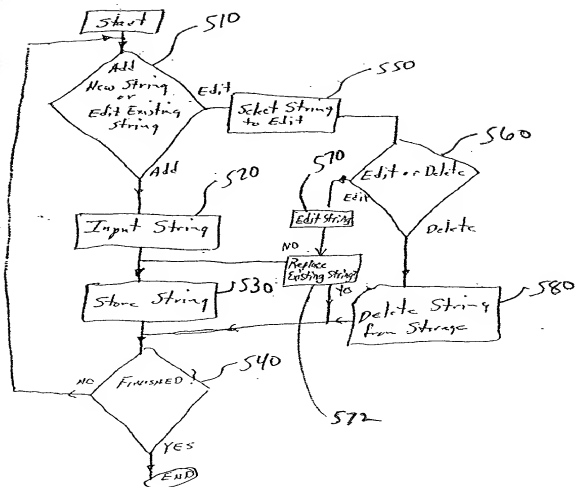 Start
510
Add
New String
or
Edit Existing
String
Edit
550
Select String
to Edit
560
Edit or Delete
Edit
570
Edit String
Delete
Add
520
Input String
NO
Replace
Existing String?
Yes
530
Store String
580
Delete String
from Storage
540
FINISHED?
NO
572
YES
END